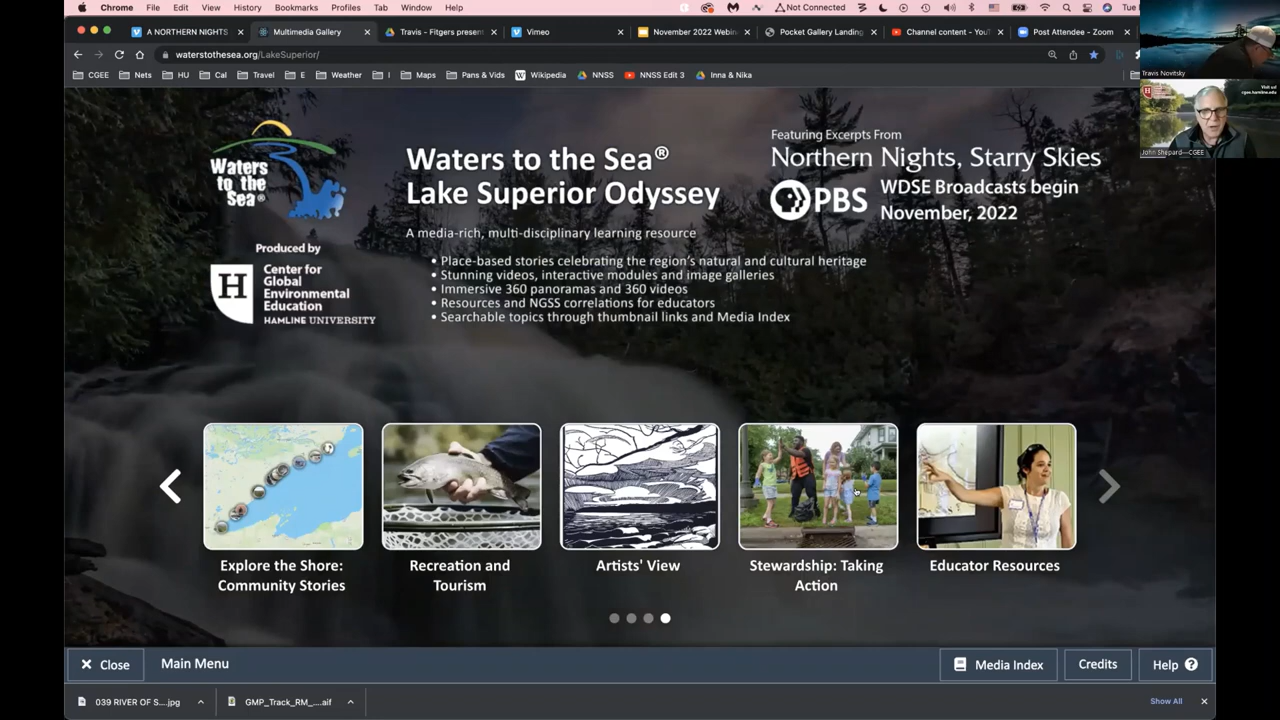 Chrome File Edit View History Bookmarks Profiles Tab Window Help Not Connected Tue
A NORTHERN NIGHTS Multimedia Gallery Travis - Fitgers present Vimeo November 2022 Webin Pocket Gallery Landing Channel content - YouT Post Attendee - Zoom
waterstothesea.org/LakeSuperior/
CGEE Nets HU Cal Travel E Weather I Maps Pans & Vids Wikipedia NNSS NNSS Edit 3 Inna & Nika
Travis Novitsky
Visit us!
cgee.hamline.edu
John Shepard—CGEE
Waters
to the
Sea®
Produced by
H
Center for
Global
Environmental
Education
HAMLINE UNIVERSITY
Waters to the Sea®
Lake Superior Odyssey
A media-rich, multi-disciplinary learning resource
• Place-based stories celebrating the region's natural and cultural heritage
• Stunning videos, interactive modules and image galleries
• Immersive 360 panoramas and 360 videos
• Resources and NGSS correlations for educators
• Searchable topics through thumbnail links and Media Index
Featuring Excerpts From
Northern Nights, Starry Skies
PBS
WDSE Broadcasts begin
November, 2022
Explore the Shore:
Community Stories
Recreation and
Tourism
Artists' View
Stewardship: Taking
Action
Educator Resources
Close Main Menu Media Index Credits Help ?
039 RIVER OF S....jpg GMP_Track_RM_....aif Show All